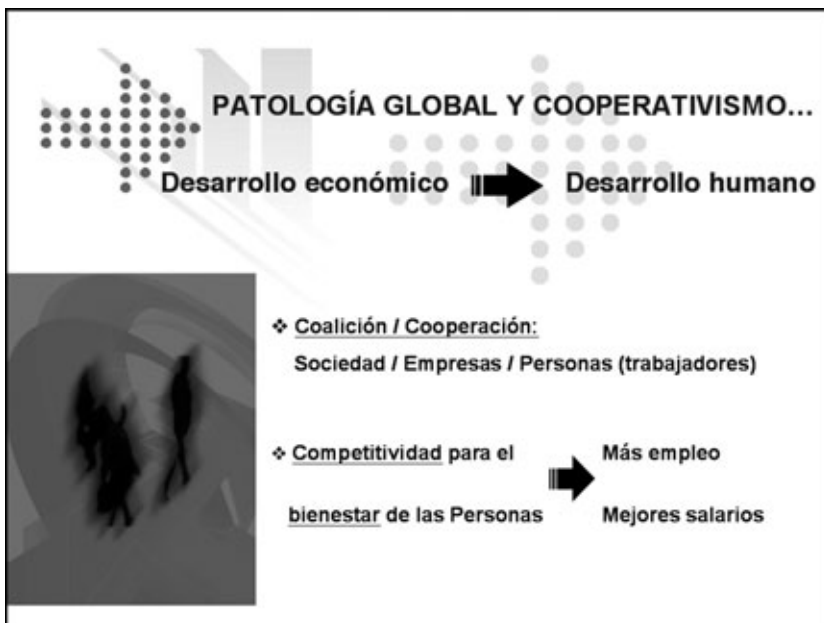 PATOLOGÍA GLOBAL Y COOPERATIVISMO...
Desarrollo económico Desarrollo humano
❖ Coalición / Cooperación:
Sociedad / Empresas / Personas (trabajadores)
❖ Competitividad para el Más empleo
bienestar de las Personas Mejores salarios